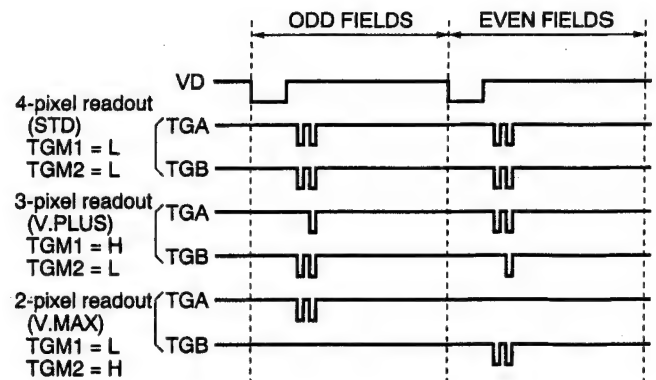 ODD FIELDS EVEN FIELDS
VD
4-pixel readout
(STD) TGA
TGM1 = L
TGM2 = L TGB
3-pixel readout
(V.PLUS) TGA
TGM1 = H
TGM2 = L TGB
2-pixel readout TGA
(V.MAX)
TGM1 = L TGB
TGM2 = H